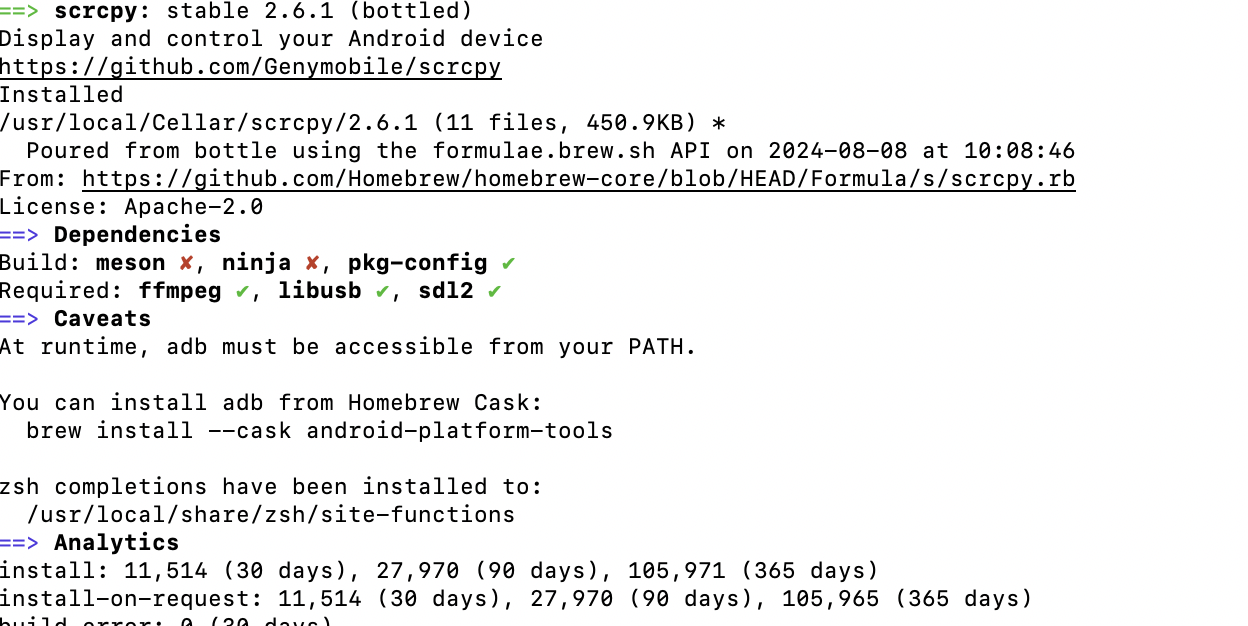 ==> scrcpy: stable 2.6.1 (bottled)
Display and control your Android device
https://github.com/Genymobile/scrcpy
Installed
/usr/local/Cellar/scrcpy/2.6.1 (11 files, 450.9KB) *
  Poured from bottle using the formulae.brew.sh API on 2024-08-08 at 10:08:46
From: https://github.com/Homebrew/homebrew-core/blob/HEAD/Formula/s/scrcpy.rb
License: Apache-2.0
==> Dependencies
Build: meson ✘, ninja ✘, pkg-config ✔
Required: ffmpeg ✔, libusb ✔, sdl2 ✔
==> Caveats
At runtime, adb must be accessible from your PATH.

You can install adb from Homebrew Cask:
  brew install --cask android-platform-tools

zsh completions have been installed to:
  /usr/local/share/zsh/site-functions
==> Analytics
install: 11,514 (30 days), 27,970 (90 days), 105,971 (365 days)
install-on-request: 11,514 (30 days), 27,970 (90 days), 105,965 (365 days)
build-error: 0 (30 days)